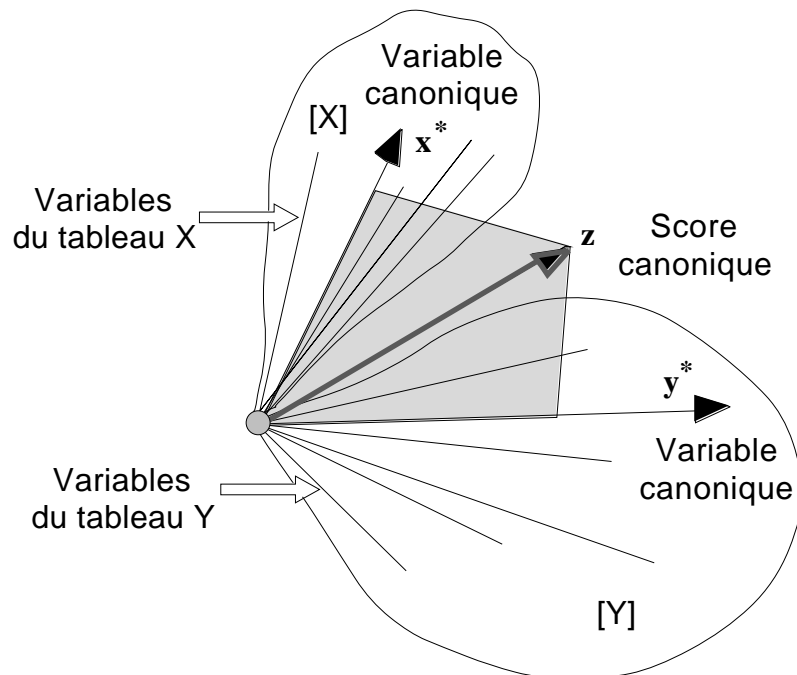 Variable
canonique
[X]
x*
Variables
du tableau X
z
Score
canonique
y*
Variable
canonique
Variables
du tableau Y
[Y]